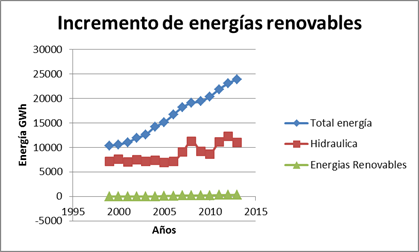 Incremento de energías renovables
Energía GWh
30000
25000
20000
15000
10000
5000
0
-5000
1995
2000
2005
2010
2015
Años
Total energía
Hidraulica
Energias Renovables